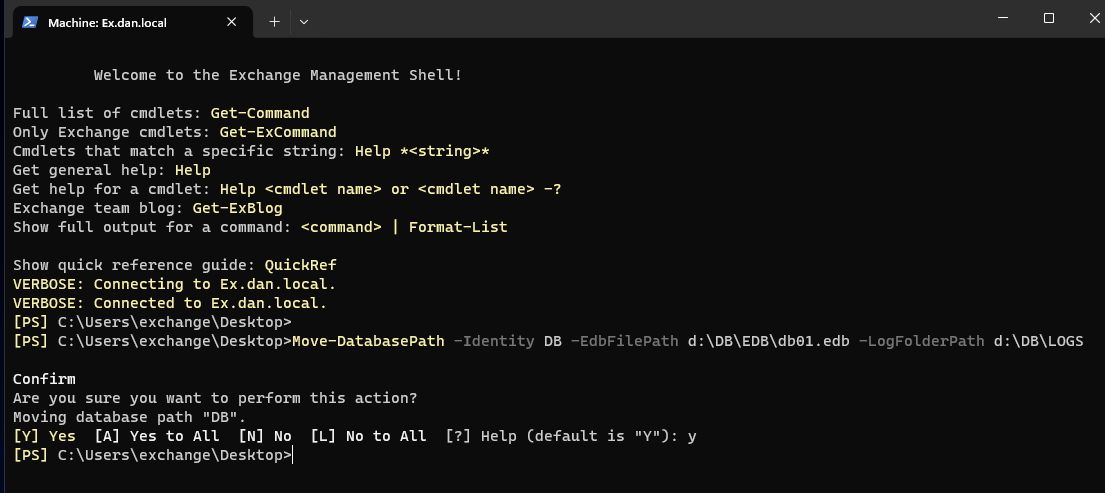 Machine: Ex.dan.local
Welcome to the Exchange Management Shell!
Full list of cmdlets: Get-Command
Only Exchange cmdlets: Get-ExCommand
Cmdlets that match a specific string: Help *<string>*
Get general help: Help
Get help for a cmdlet: Help <cmdlet name> or <cmdlet name> -?
Exchange team blog: Get-ExBlog
Show full output for a command: <command> | Format-List
Show quick reference guide: QuickRef
VERBOSE: Connecting to Ex.dan.local.
VERBOSE: Connected to Ex.dan.local.
[PS] C:\Users\exchange\Desktop>
[PS] C:\Users\exchange\Desktop>Move-DatabasePath -Identity DB -EdbFilePath d:\DB\EDB\db01.edb -LogFolderPath d:\DB\LOGS
Confirm
Are you sure you want to perform this action?
Moving database path "DB".
[Y] Yes  [A] Yes to All  [N] No  [L] No to All  [?] Help (default is "Y"): y
[PS] C:\Users\exchange\Desktop>